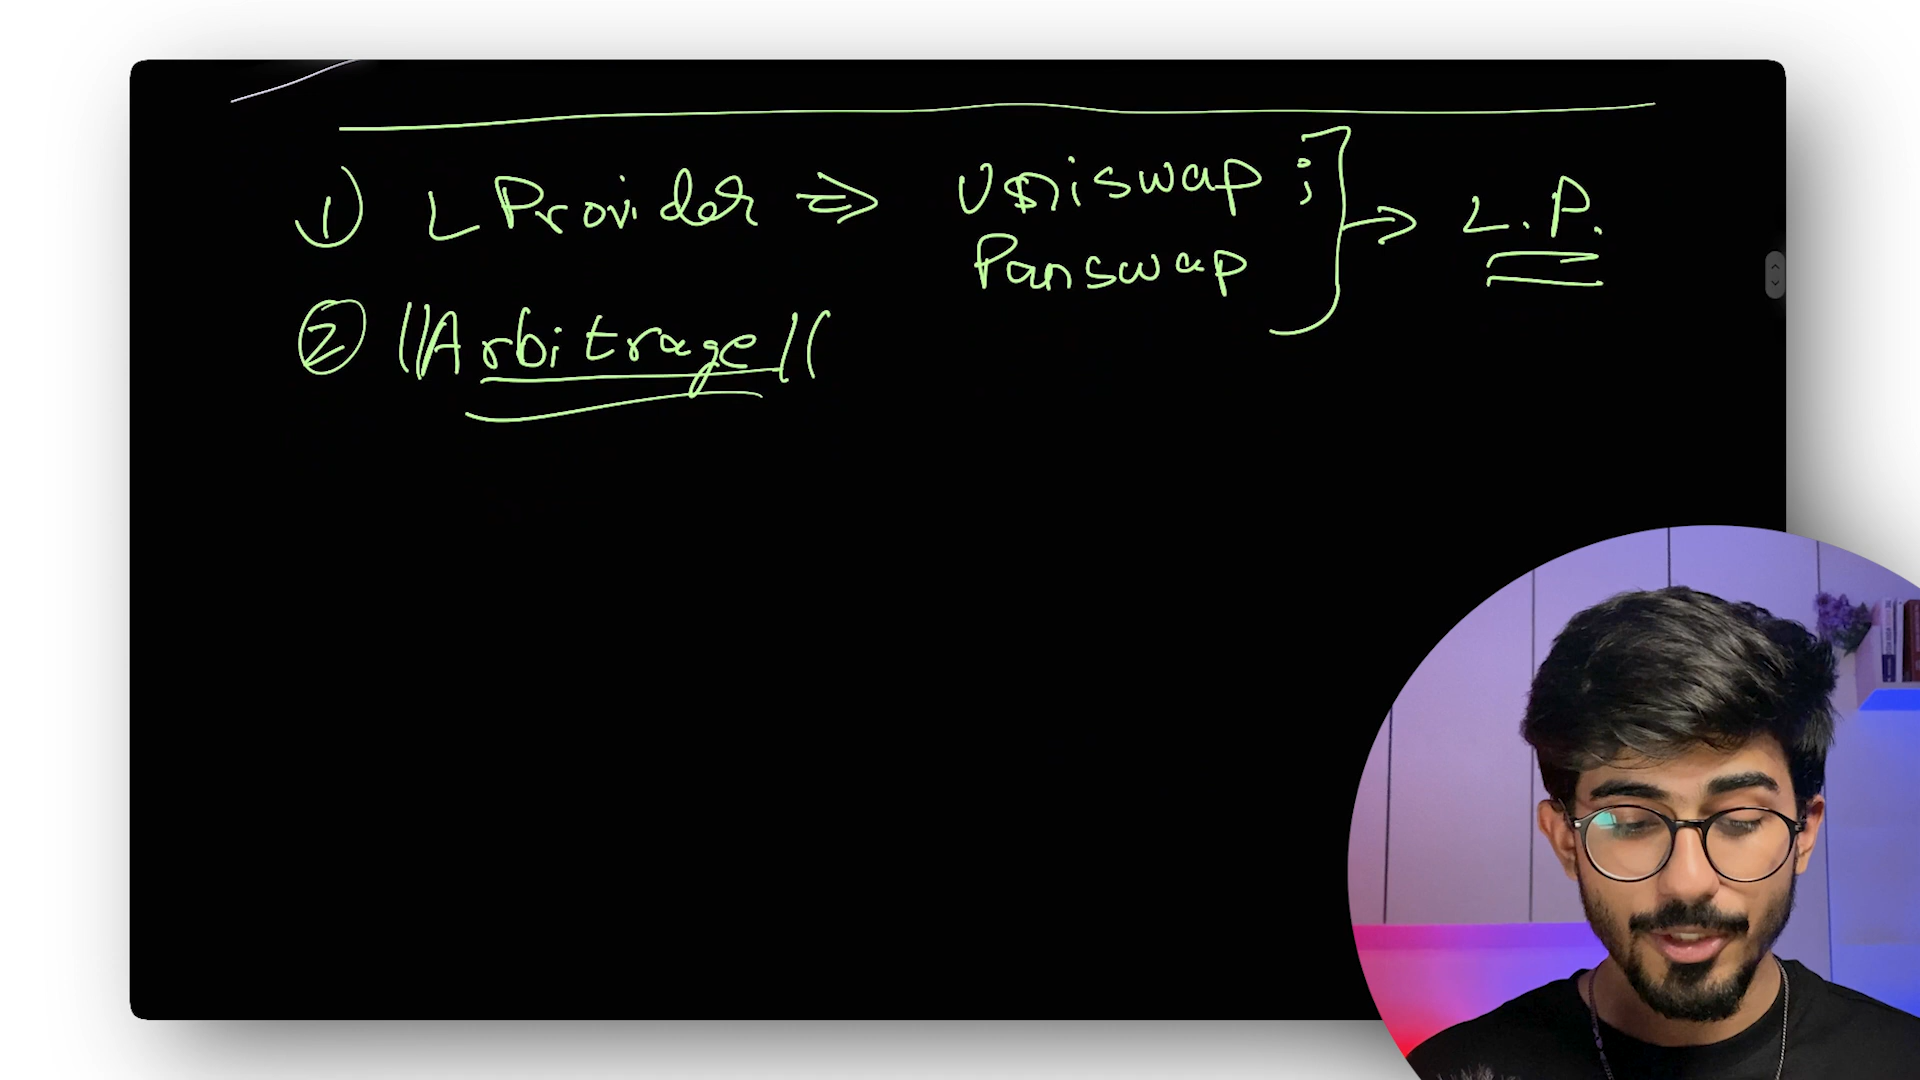 ① L Provider ⇒ Uniswap ; → L.P.
Panswap
② "Arbitrage"